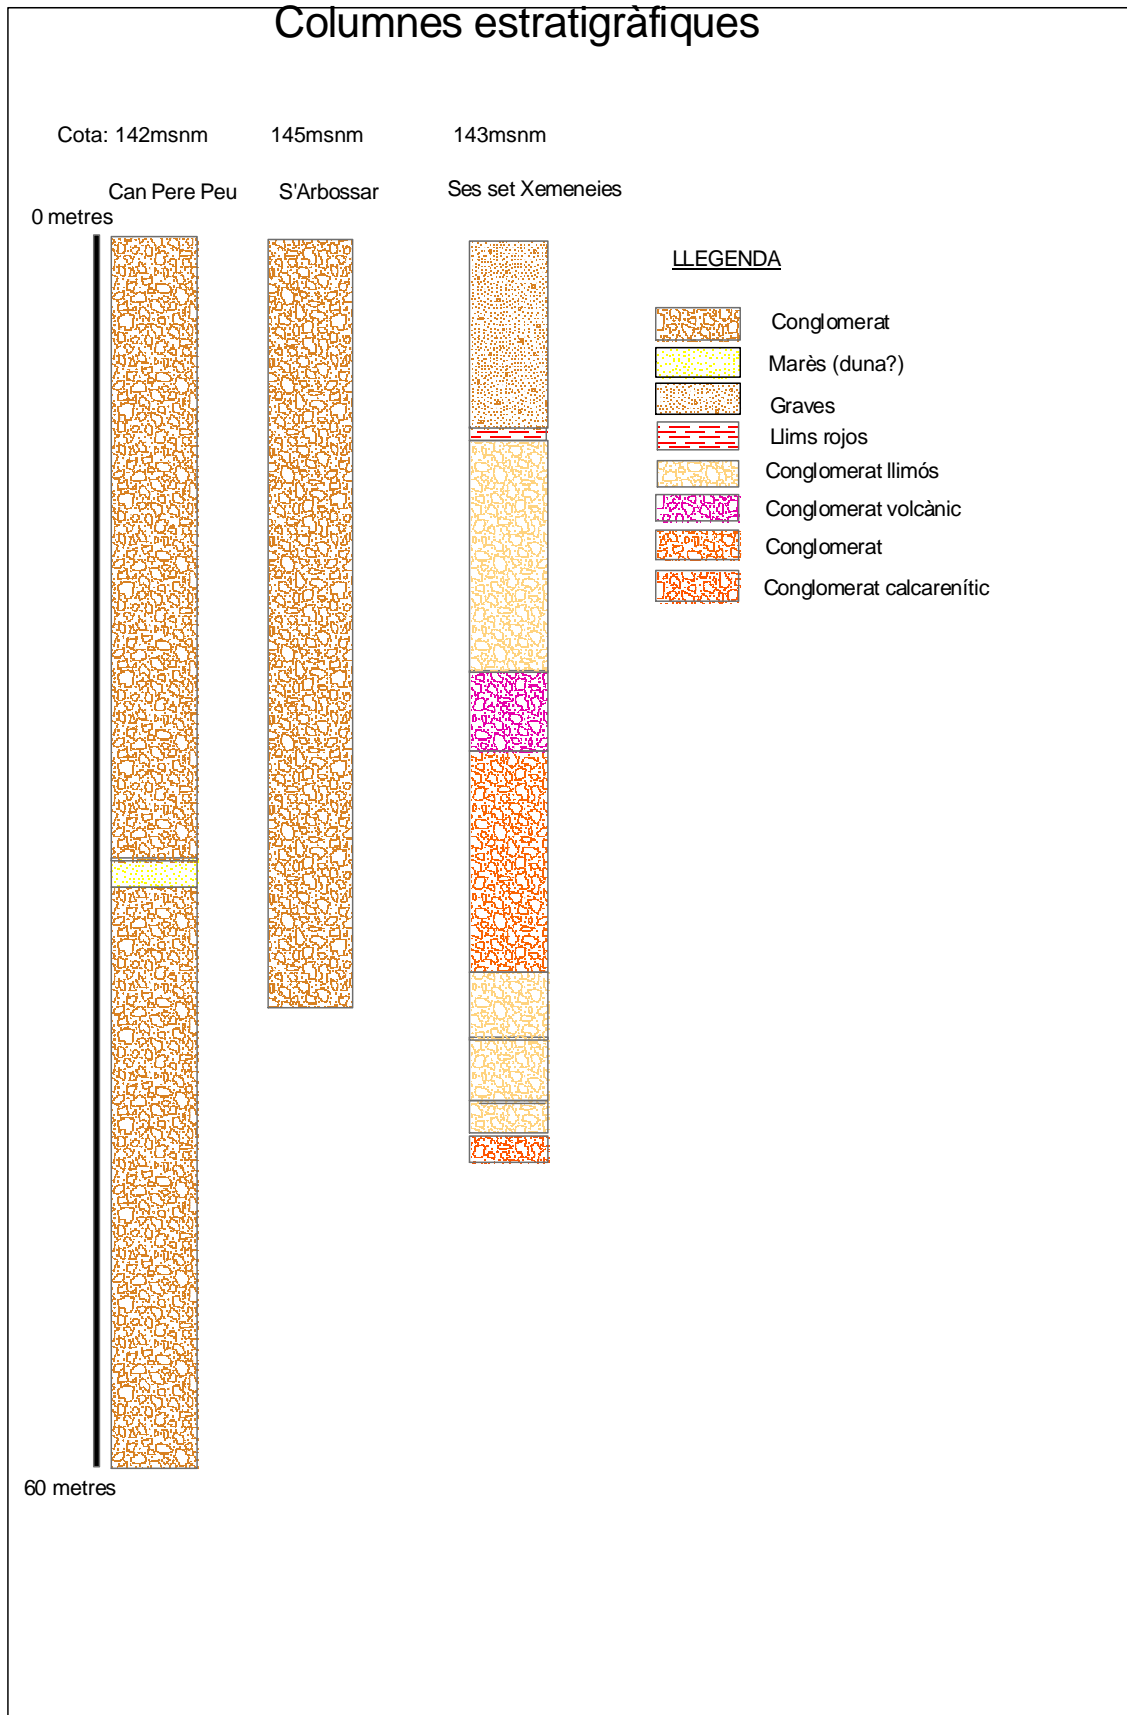 Columnes estratigràfiques
Cota: 142msnm
145msnm
143msnm
Can Pere Peu
S'Arbossar
Ses set Xemeneies
0 metres
LLEGENDA
Conglomerat
Marès (duna?)
Graves
Llims rojos
Conglomerat llimós
Conglomerat volcànic
Conglomerat
Conglomerat calcarenític
60 metres